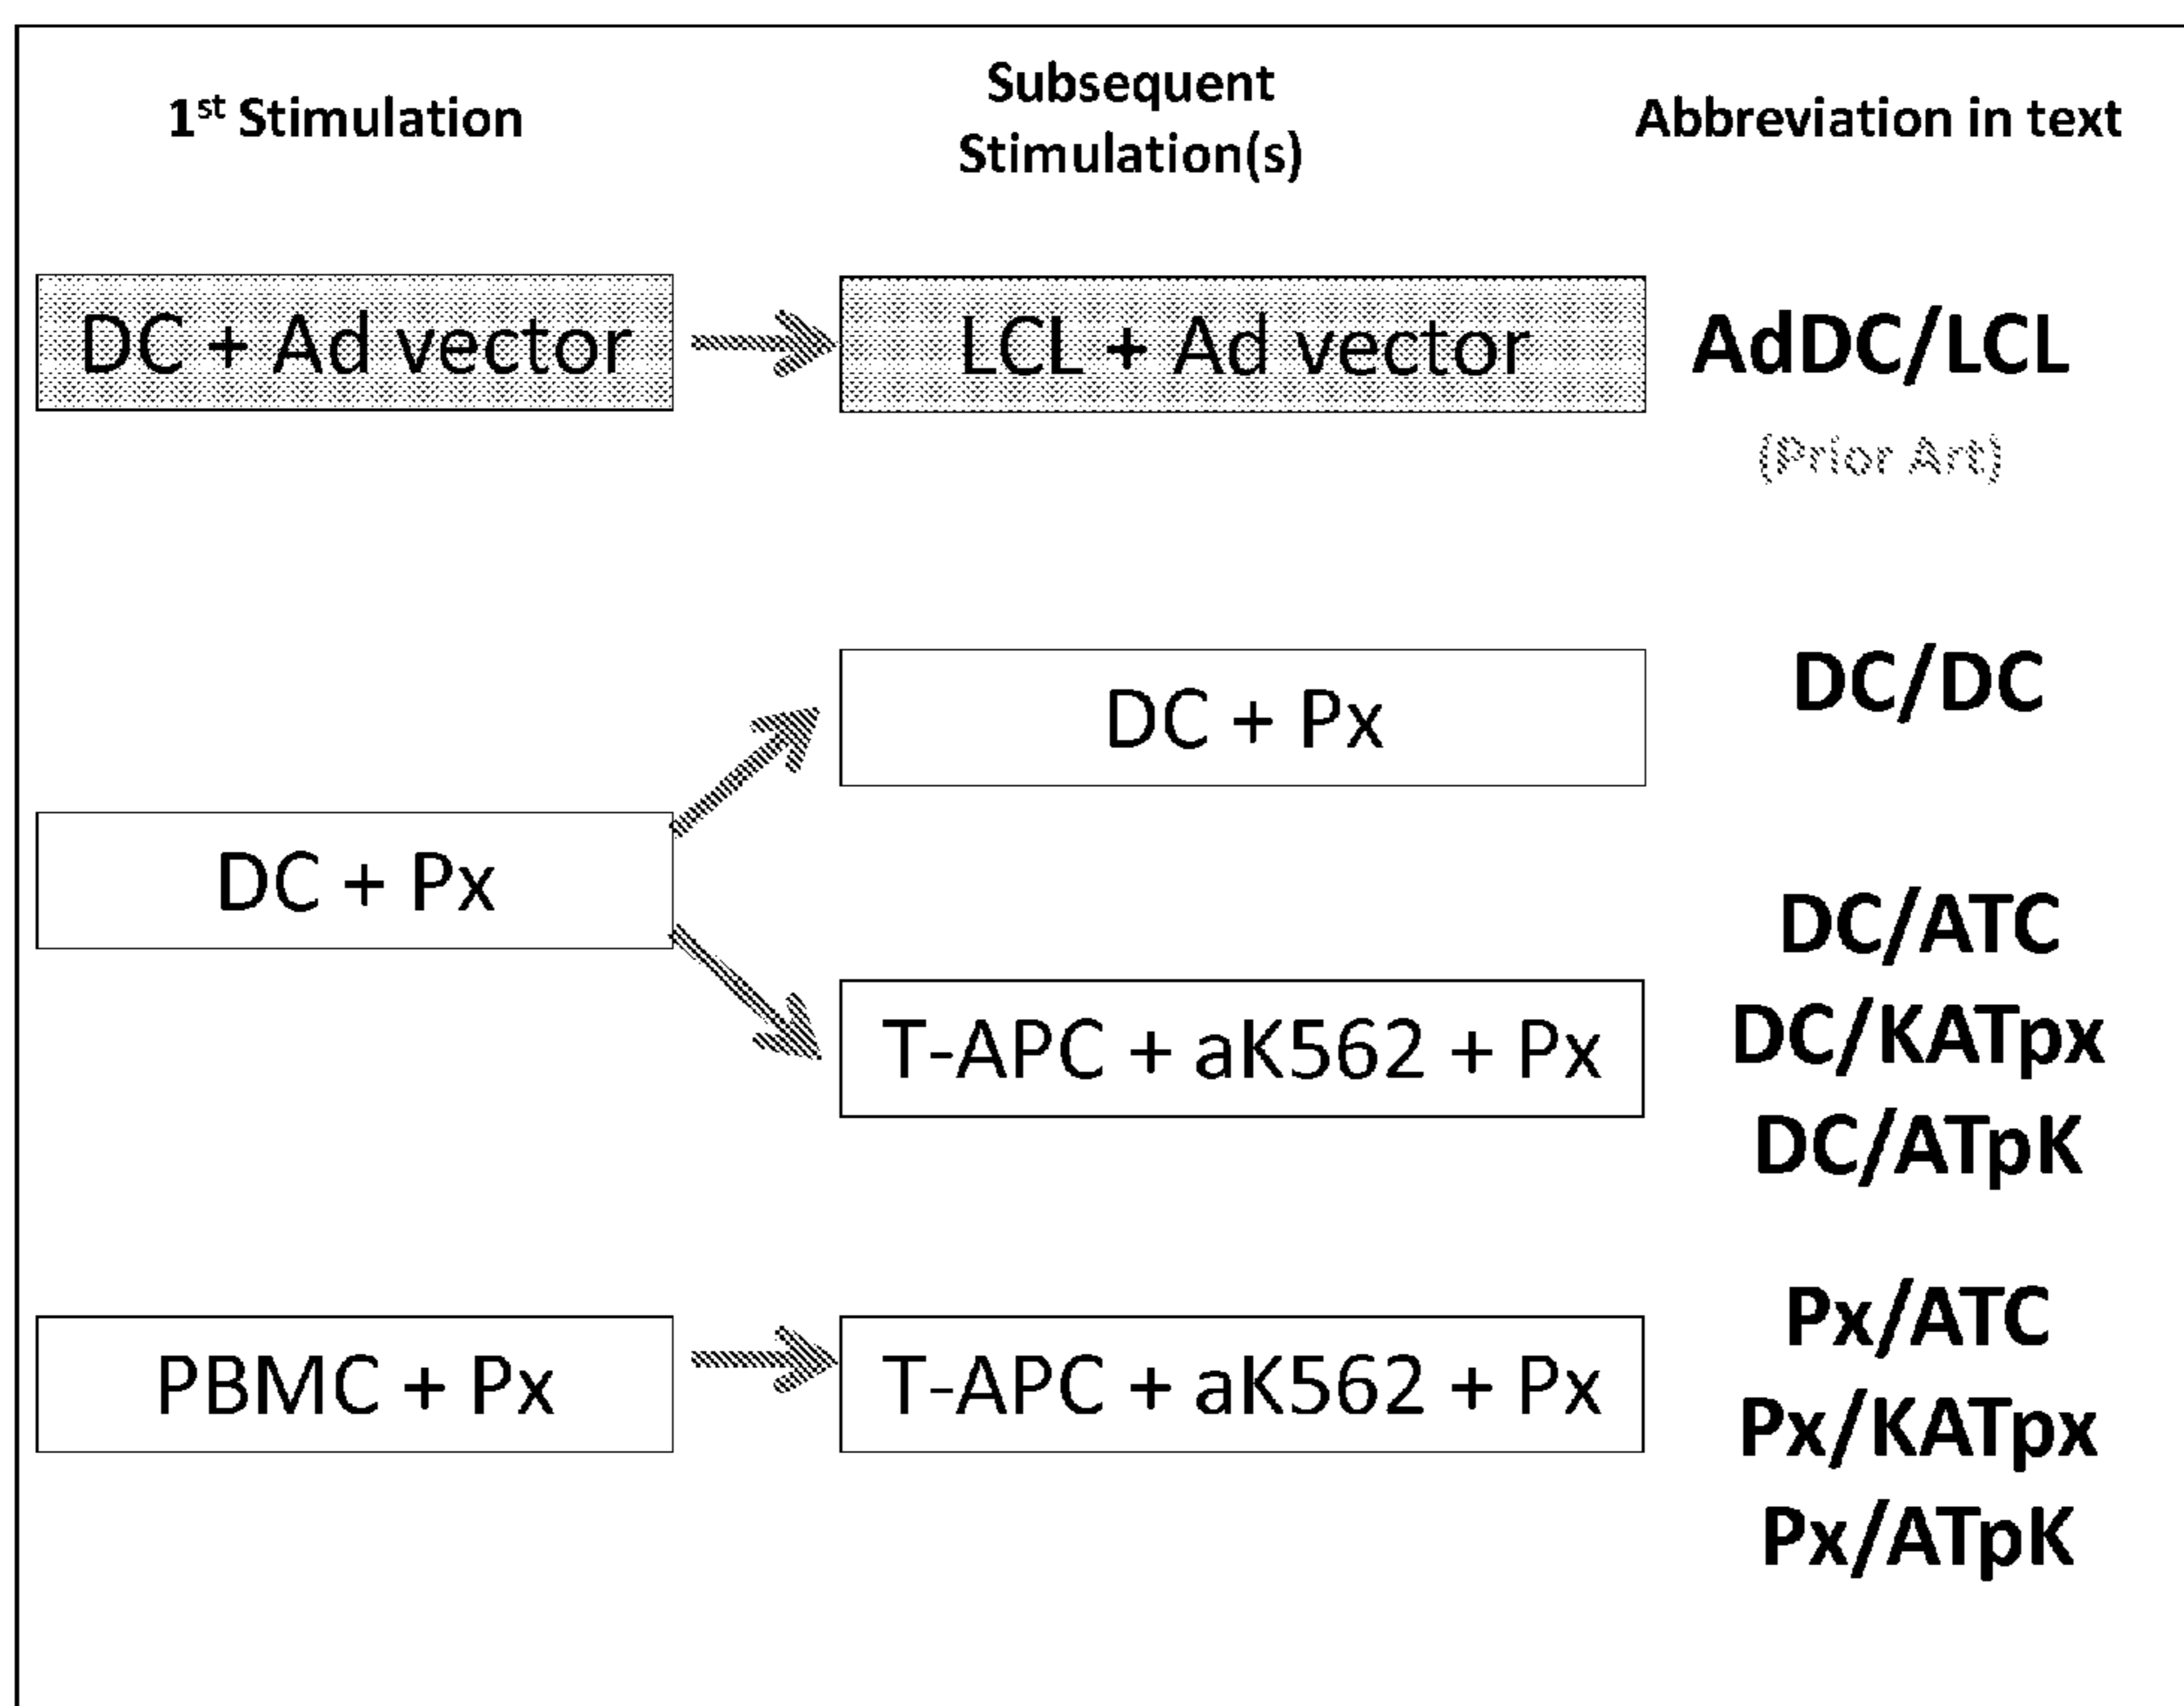 1st Stimulation
Subsequent
Stimulation(s)
Abbreviation in text
DC + Ad vector
LCL + Ad vector
AdDC/LCL
(Prior Art)
DC + Px
DC/DC
DC + Px
T-APC + aK562 + Px
DC/ATC
DC/KATpx
DC/ATpK
PBMC + Px
T-APC + aK562 + Px
Px/ATC
Px/KATpx
Px/ATpK